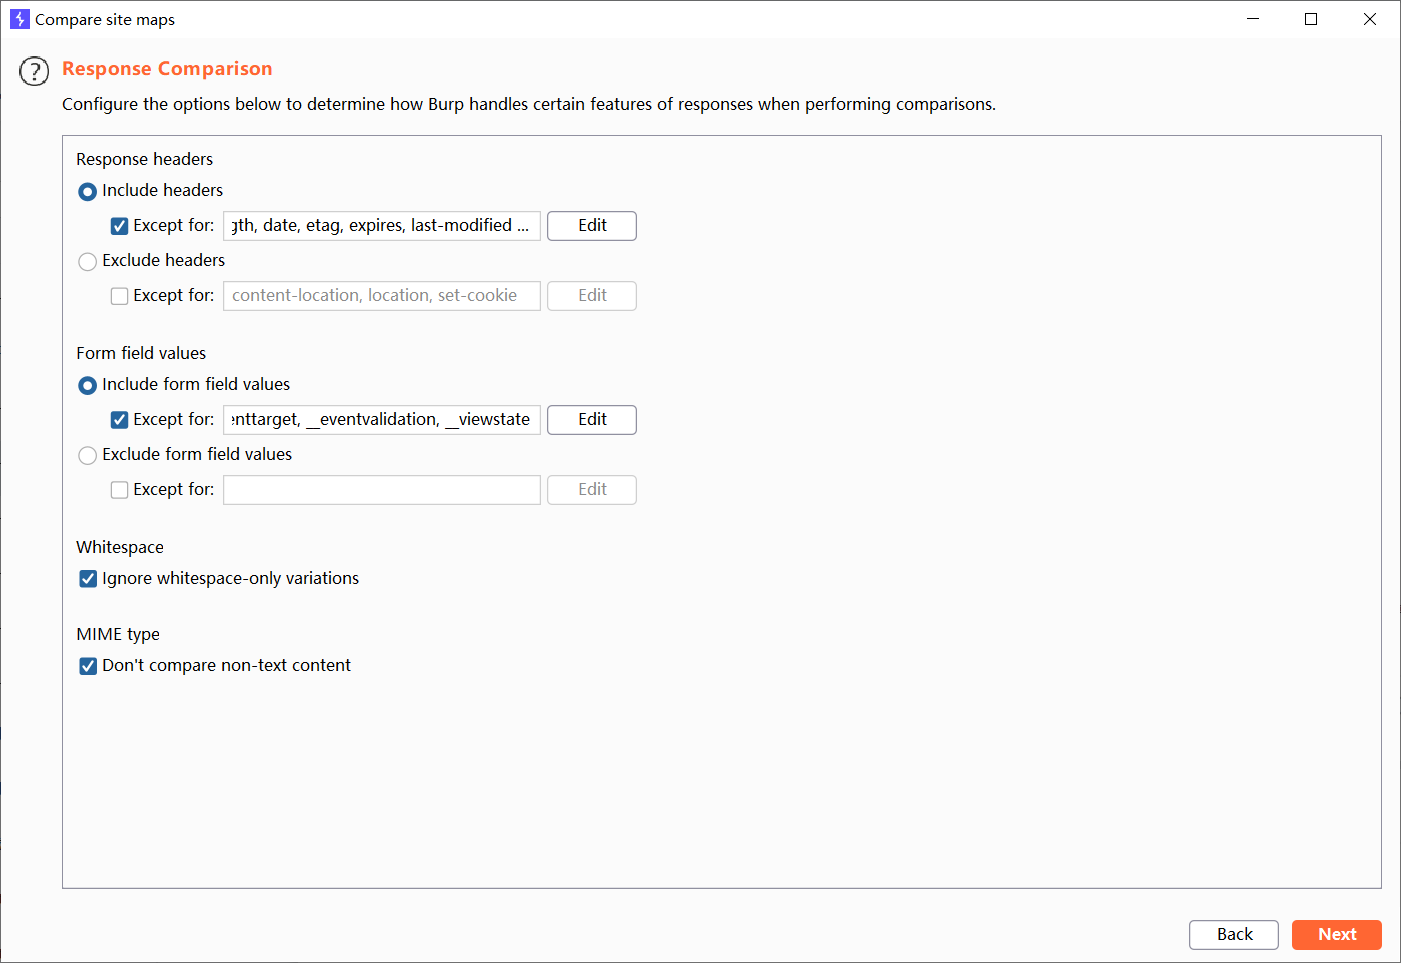 Compare site maps
Response Comparison
Configure the options below to determine how Burp handles certain features of responses when performing comparisons.
Response headers
Include headers
Except for: gth, date, etag, expires, last-modified ... Edit
Exclude headers
Except for: content-location, location, set-cookie Edit
Form field values
Include form field values
Except for: enttarget, __eventvalidation, __viewstate Edit
Exclude form field values
Except for: Edit
Whitespace
Ignore whitespace-only variations
MIME type
Don't compare non-text content
Back Next